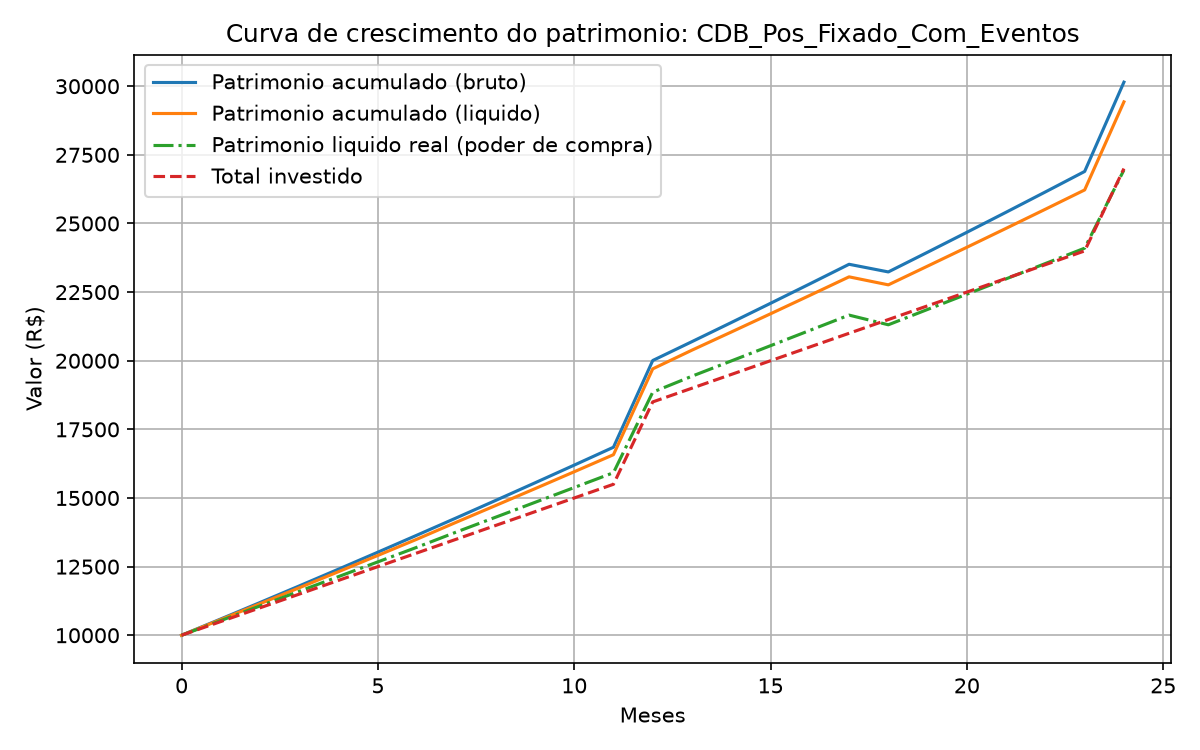 Curva de crescimento do patrimonio: CDB_Pos_Fixado_Com_Eventos
Patrimonio acumulado (bruto)
Patrimonio acumulado (liquido)
Patrimonio liquido real (poder de compra)
Total investido
30000
27500
25000
22500
20000
17500
15000
12500
10000
Valor (R$)
0 5 10 15 20 25
Meses